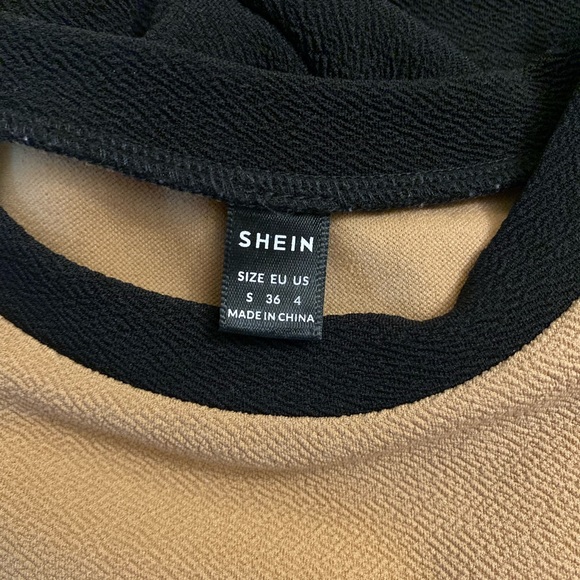 SHEIN
SIZE EU US
S 36 4
MADE IN CHINA